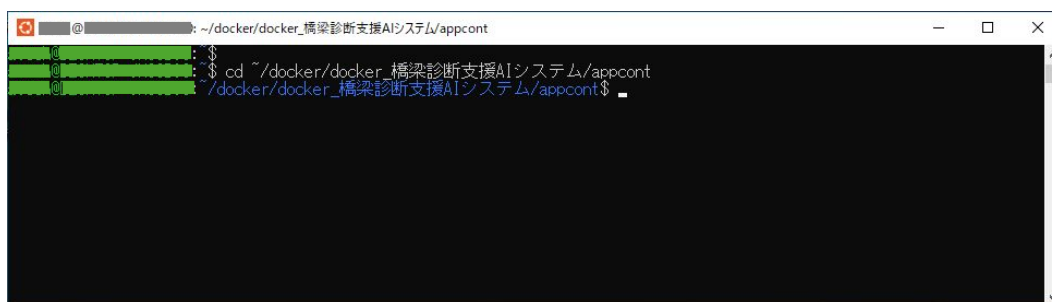 @ : ~/docker/docker_橋梁診断支援AIシステム/appcont
@ :~$
@ :~$ cd ~/docker/docker_橋梁診断支援AIシステム/appcont
@ :~/docker/docker_橋梁診断支援AIシステム/appcont$